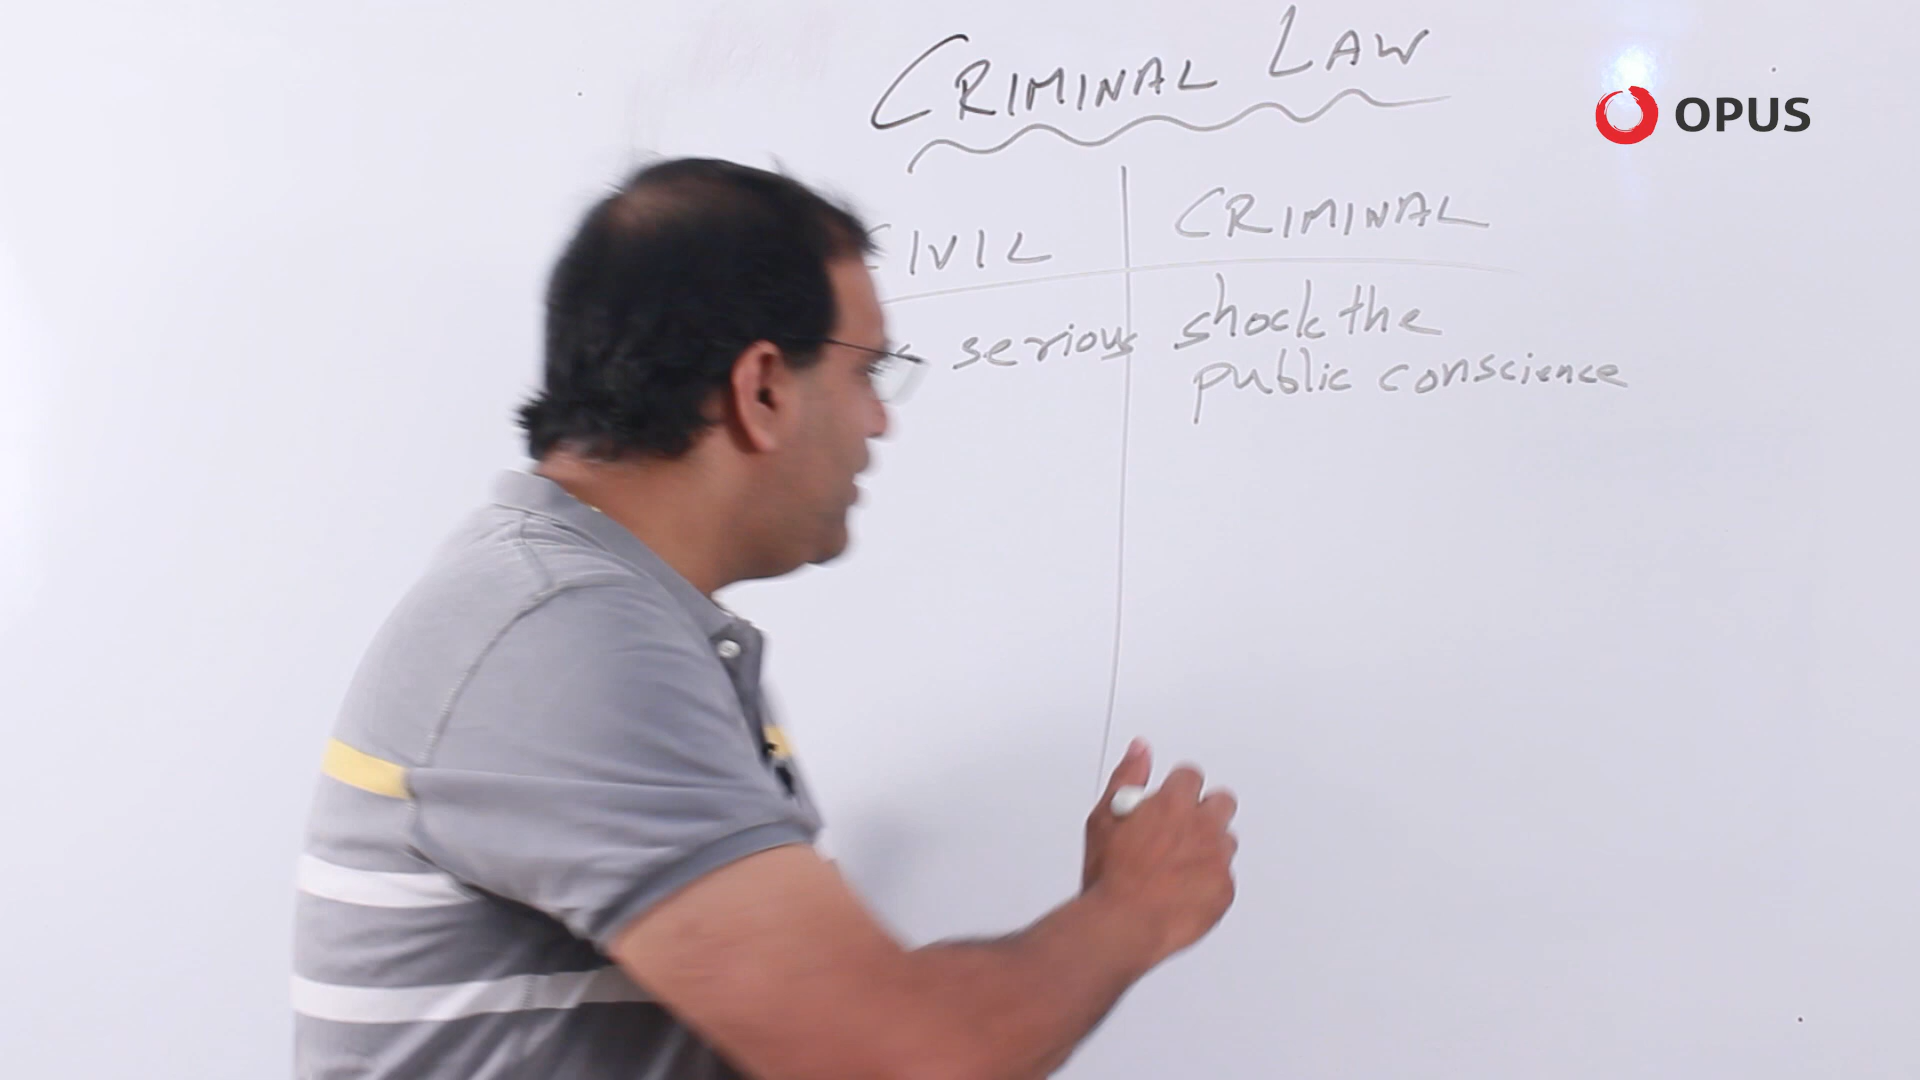 CRIMINAL LAW
OPUS
CIVIL
CRIMINAL
serious
shock the
public conscience